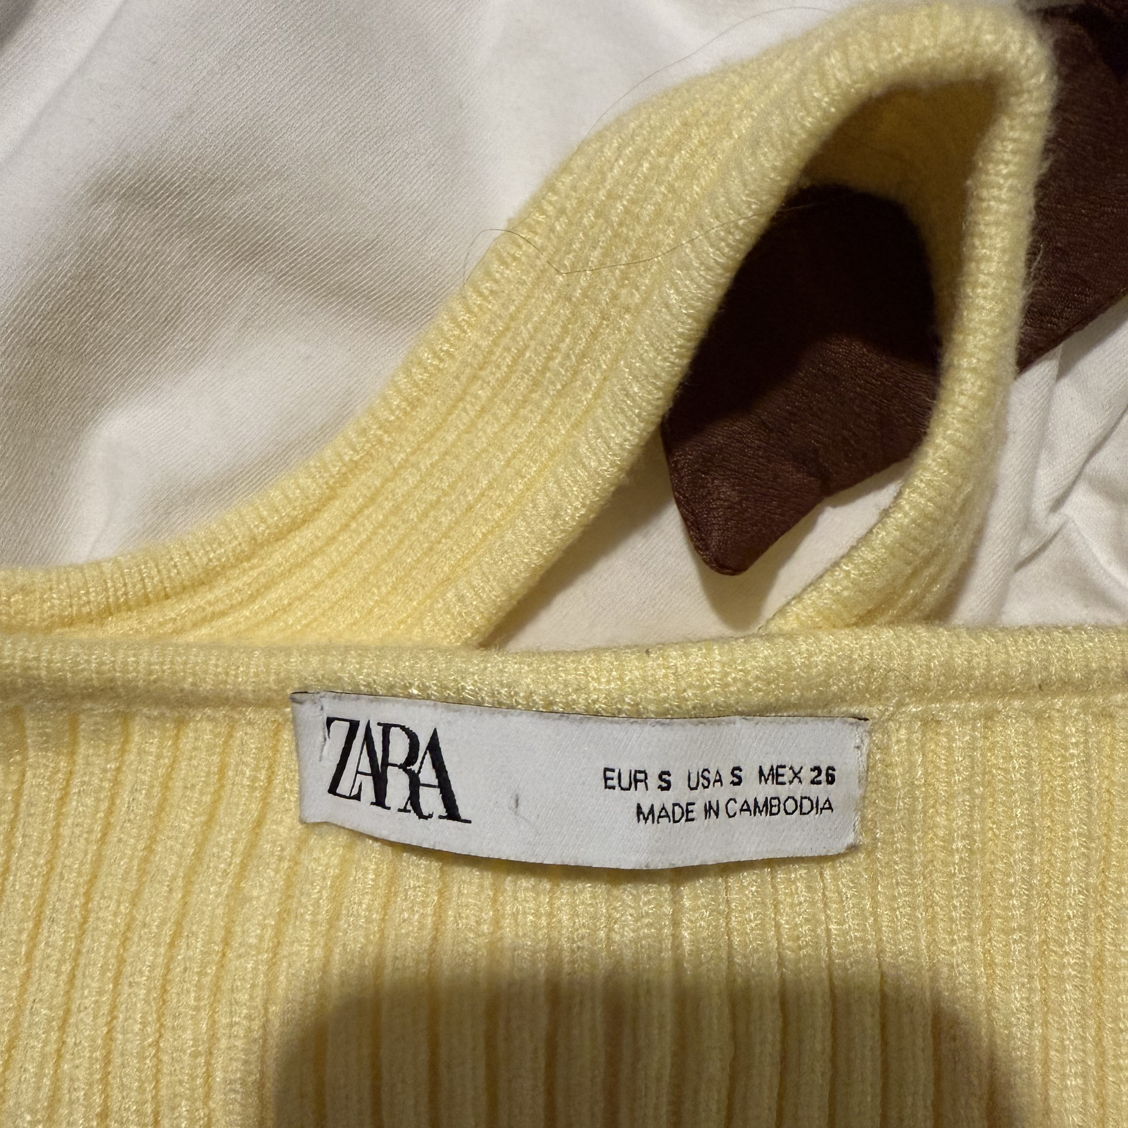 ZARA
EUR S USA S MEX 26
MADE IN CAMBODIA